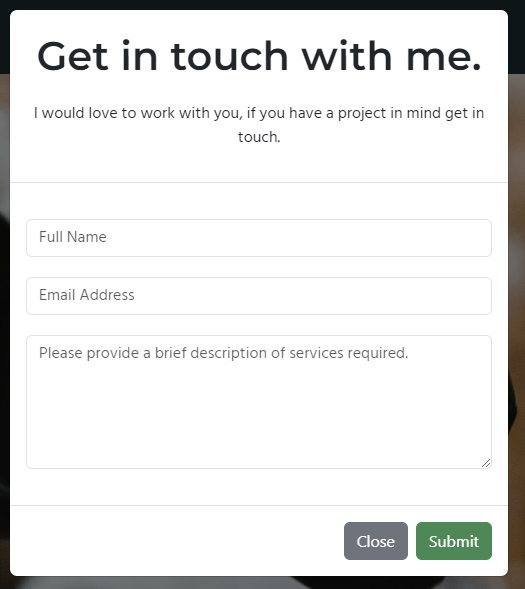 Get in touch with me.
I would love to work with you, if you have a project in mind get in
touch.
Full Name
Email Address
Please provide a brief description of services required.
Close
Submit